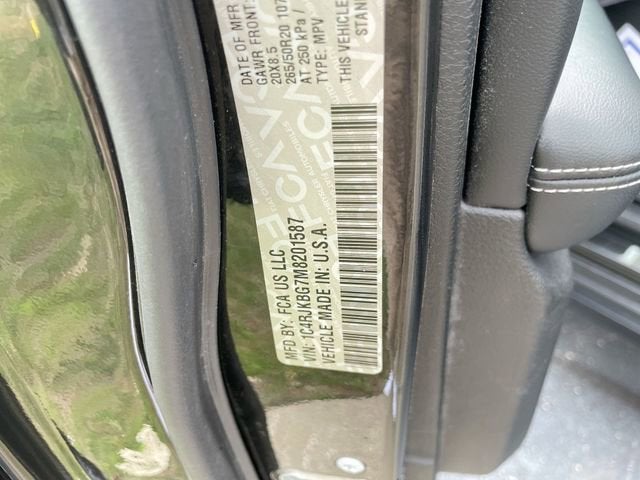 MFD BY: FCA US LLC
DATE OF MFR
GAWR FRONT
20X8.5
265/50R20 107
AT 250 kPa /
TYPE: MPV
VIN: 1C4RJKBG7M8201587
VEHICLE MADE IN: U.S.A.
THIS VEHICLE
STAN